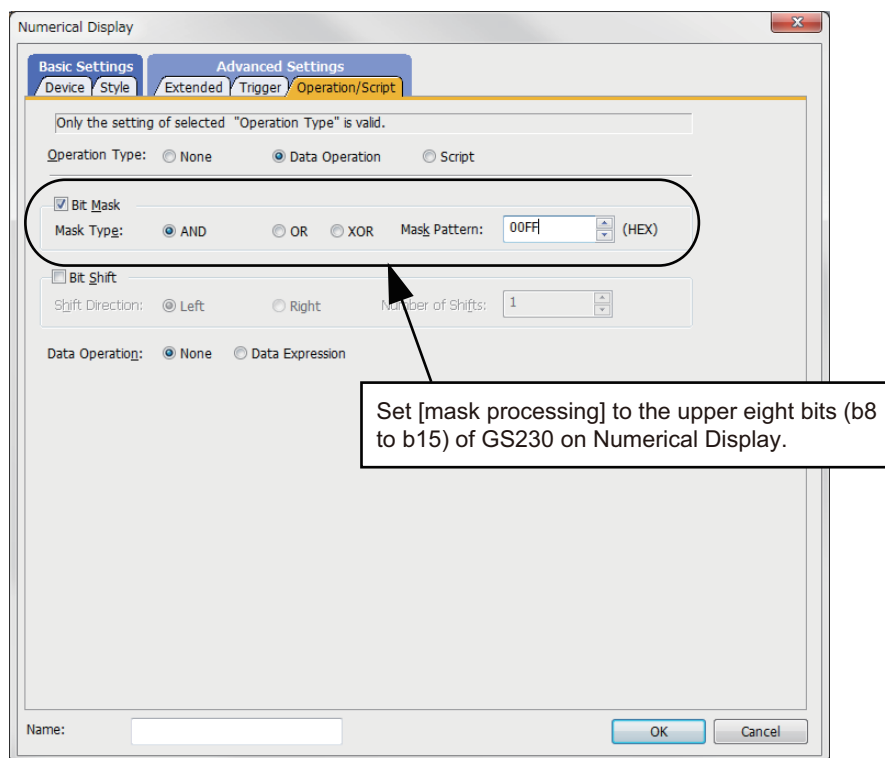 Numerical Display
Basic Settings
Advanced Settings
Device Style Extended Trigger Operation/Script
Only the setting of selected "Operation Type" is valid.
Operation Type: None Data Operation Script
Bit Mask
Mask Type: AND OR XOR Mask Pattern: 00FF (HEX)
Bit Shift
Shift Direction: Left Right Number of Shifts: 1
Data Operation: None Data Expression
Set [mask processing] to the upper eight bits (b8
to b15) of GS230 on Numerical Display.
Name: OK Cancel